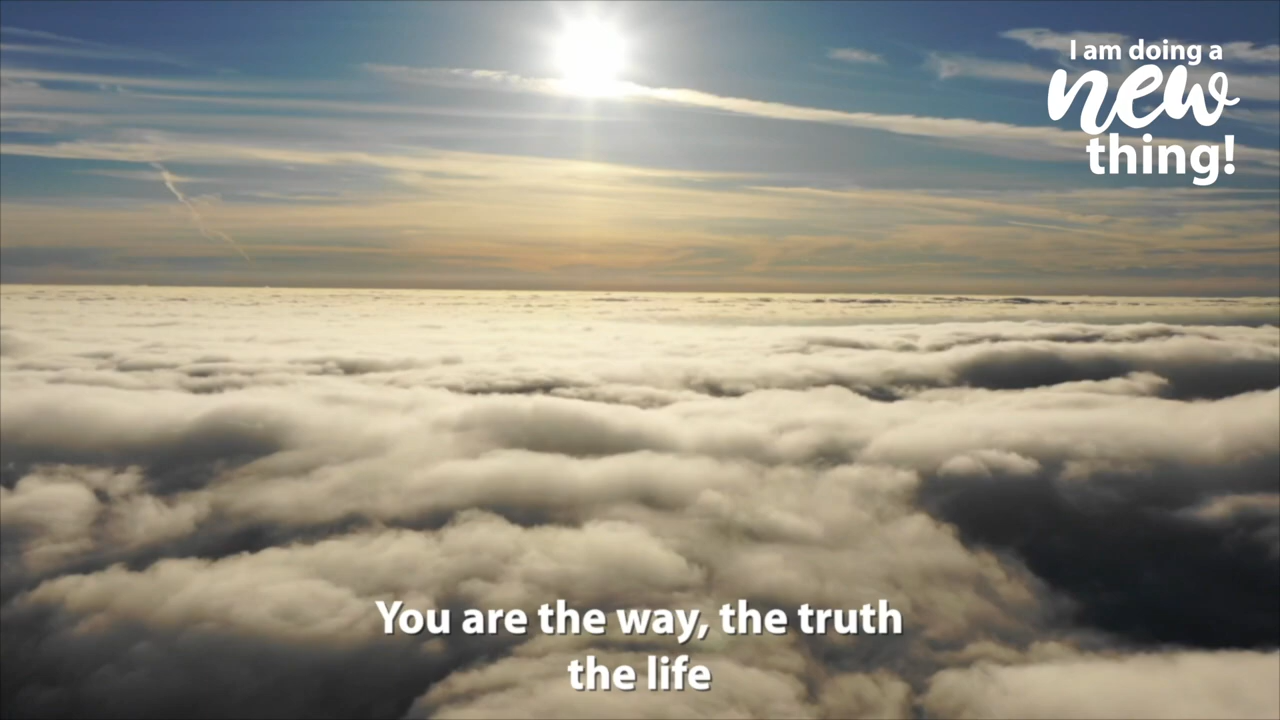 I am doing a
new
thing!
You are the way, the truth
the life